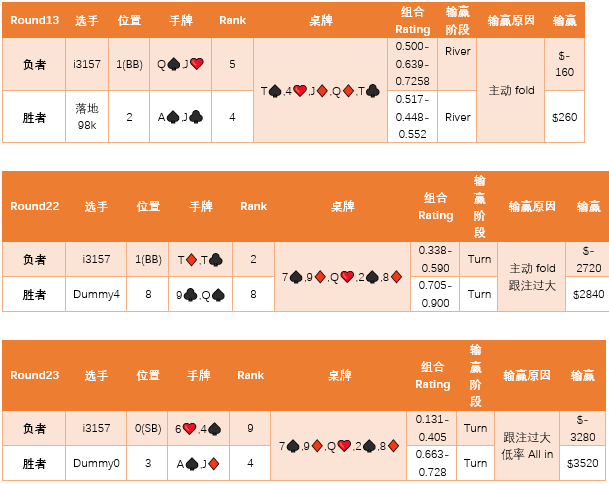 Round13 选手 位置 手牌 Rank 桌牌 组合 Rating 输赢 阶段 输赢原因 输赢
负者 i3157 1(BB) Q♠,J♥ 5 T♠,4♥,J♦,Q♦,T♣ 0.500-0.639-0.7258 River 主动 fold $-160
胜者 落地 98k 2 A♠,J♣ 4 0.517-0.448-0.552 River $260
Round22 选手 位置 手牌 Rank 桌牌 组合 Rating 输赢阶段 输赢原因 输赢
负者 i3157 1(BB) T♦,T♣ 2 7♠,9♦,Q♥,2♠,8♦ 0.338-0.590 Turn 主动 fold 跟注过大 $-2720
胜者 Dummy4 8 9♣,Q♠ 8 0.705-0.900 Turn $2840
Round23 选手 位置 手牌 Rank 桌牌 组合 Rating 输赢阶段 输赢原因 输赢
负者 i3157 0(SB) 6♥,4♠ 9 7♠,9♦,Q♥,2♠,8♦ 0.131-0.405 Turn 跟注过大 低率 All in $-3280
胜者 Dummy0 3 A♠,J♦ 4 0.663-0.728 Turn $3520